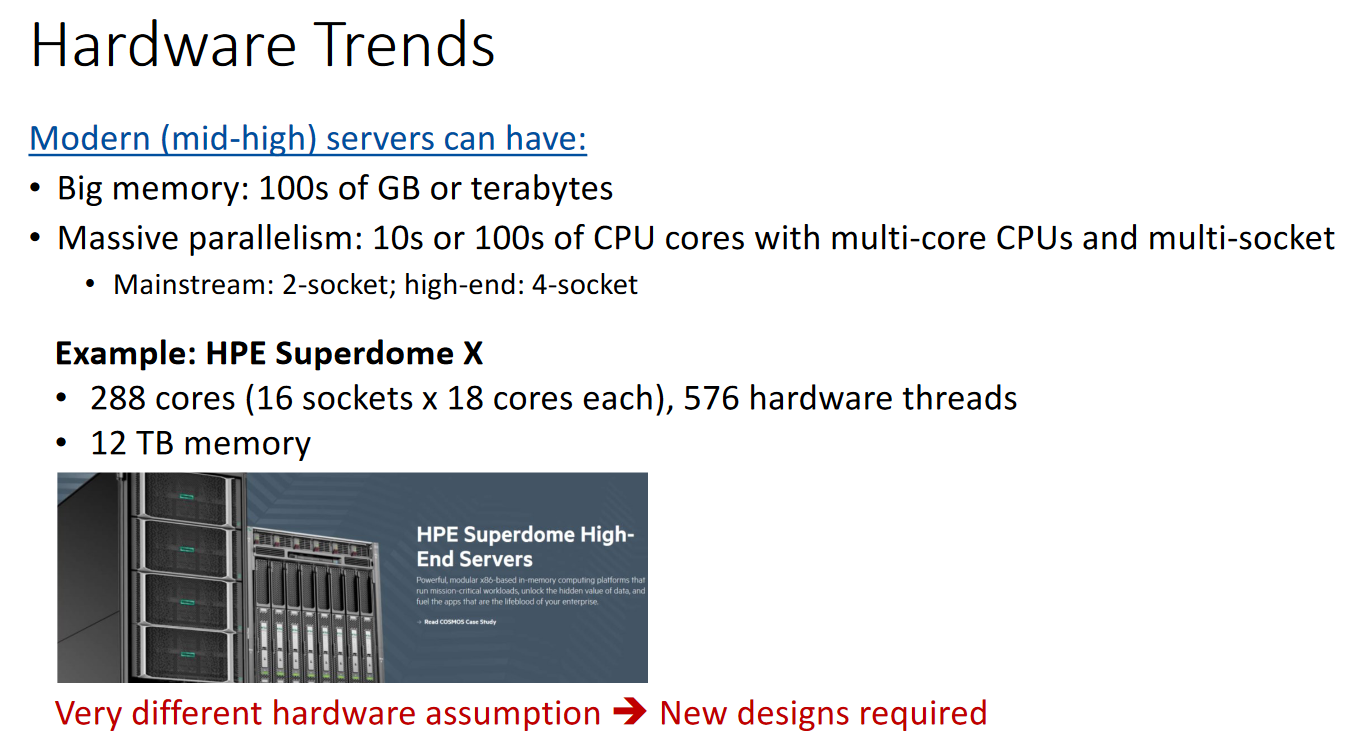 Hardware Trends
Modern (mid-high) servers can have:
• Big memory: 100s of GB or terabytes
• Massive parallelism: 10s or 100s of CPU cores with multi-core CPUs and multi-socket
• Mainstream: 2-socket; high-end: 4-socket
Example: HPE Superdome X
• 288 cores (16 sockets x 18 cores each), 576 hardware threads
• 12 TB memory
HPE Superdome High-
End Servers
Powerful, modular x86-based in-memory computing platforms that
run mission-critical workloads, unlock the hidden value of data, and
fuel the apps that are the lifeblood of your enterprise.
→ Read COSMOS Case Study
Very different hardware assumption ➔ New designs required